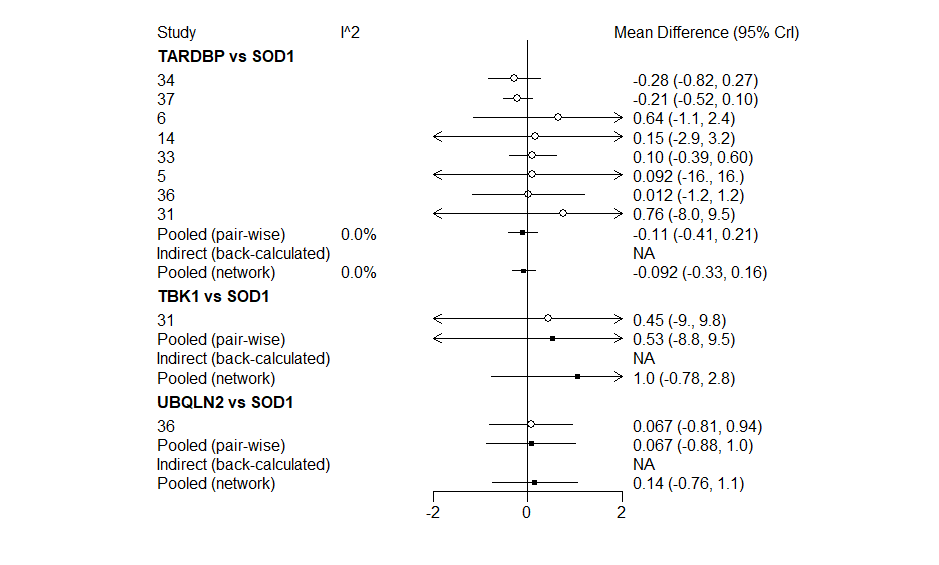 Study I^2 Mean Difference (95% CrI)
TARDBP vs SOD1
34 -0.28 (-0.82, 0.27)
37 -0.21 (-0.52, 0.10)
6 0.64 (-1.1, 2.4)
14 0.15 (-2.9, 3.2)
33 0.10 (-0.39, 0.60)
5 0.092 (-16., 16.)
36 0.012 (-1.2, 1.2)
31 0.76 (-8.0, 9.5)
Pooled (pair-wise) 0.0% -0.11 (-0.41, 0.21)
Indirect (back-calculated) NA
Pooled (network) 0.0% -0.092 (-0.33, 0.16)
TBK1 vs SOD1
31 0.45 (-9., 9.8)
Pooled (pair-wise) 0.53 (-8.8, 9.5)
Indirect (back-calculated) NA
Pooled (network) 1.0 (-0.78, 2.8)
UBQLN2 vs SOD1
36 0.067 (-0.81, 0.94)
Pooled (pair-wise) 0.067 (-0.88, 1.0)
Indirect (back-calculated) NA
Pooled (network) 0.14 (-0.76, 1.1)
-2 0 2